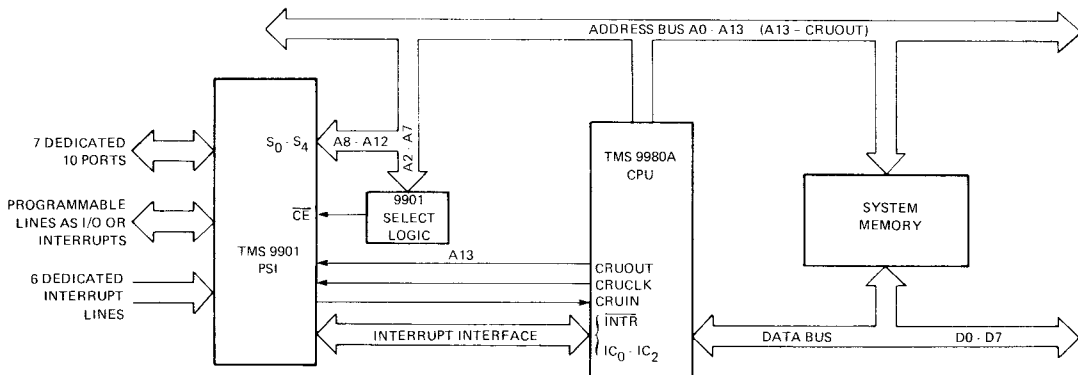 ADDRESS BUS A0 - A13 (A13 – CRUOUT)
7 DEDICATED
10 PORTS
PROGRAMMABLE
LINES AS I/O OR
INTERRUPTS
6 DEDICATED
INTERRUPT
LINES
S0 - S4
CE
TMS 9901
PSI
A8 - A12
A2 - A7
9901
SELECT
LOGIC
A13
INTERRUPT INTERFACE
TMS 9980A
CPU
CRUOUT
CRUCLK
CRUIN
INTR
IC0 - IC2
SYSTEM
MEMORY
DATA BUS
D0 - D7